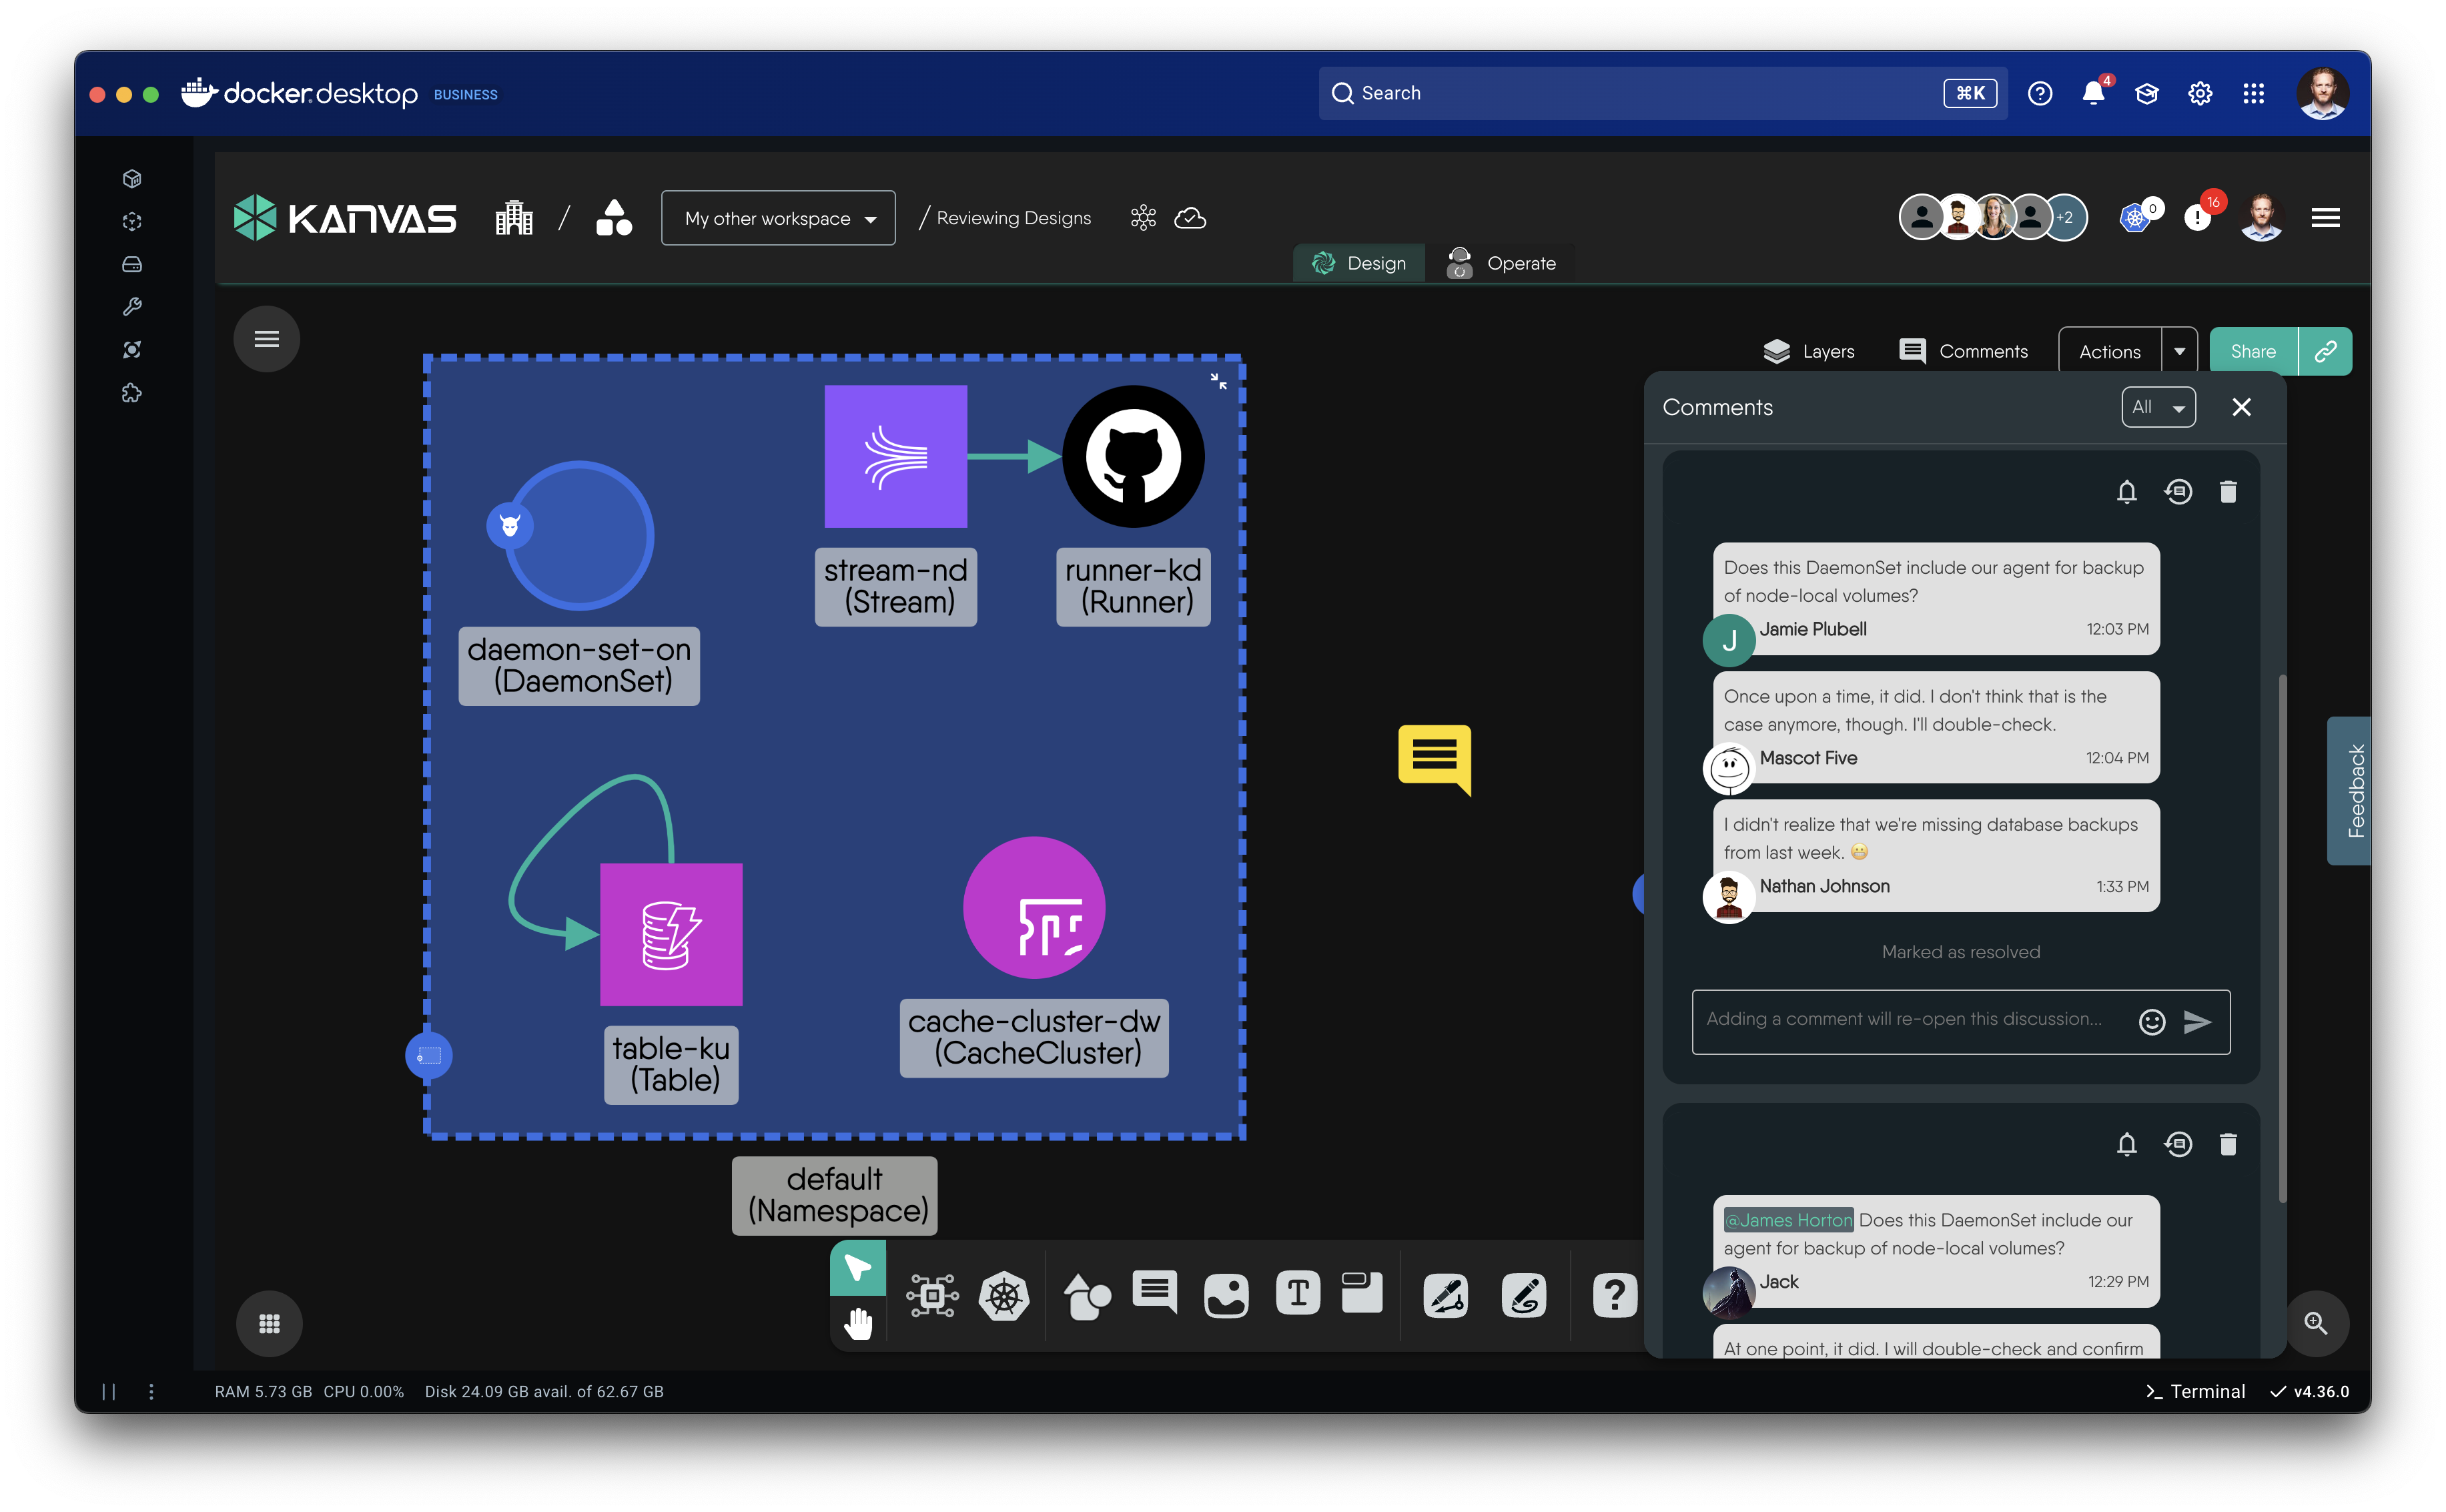 docker.desktop BUSINESS
Search
⌘K
4
KANVAS
/
My other workspace
/ Reviewing Designs
+2
0
16
Design
Operate
Layers
Comments
Actions
Share
Comments
All
stream-nd
(Stream)
runner-kd
(Runner)
daemon-set-on
(DaemonSet)
table-ku
(Table)
cache-cluster-dw
(CacheCluster)
default
(Namespace)
Does this DaemonSet include our agent for backup
of node-local volumes?
J
Jamie Plubell 12:03 PM
Once upon a time, it did. I don't think that is the
case anymore, though. I'll double-check.
Mascot Five 12:04 PM
I didn't realize that we're missing database backups
from last week. 😬
Nathan Johnson 1:33 PM
Marked as resolved
Adding a comment will re-open this discussion...
@James Horton Does this DaemonSet include our
agent for backup of node-local volumes?
Jack 12:29 PM
At one point, it did. I will double-check and confirm
Feedback
T
?
RAM 5.73 GB CPU 0.00% Disk 24.09 GB avail. of 62.67 GB
>_ Terminal
v4.36.0